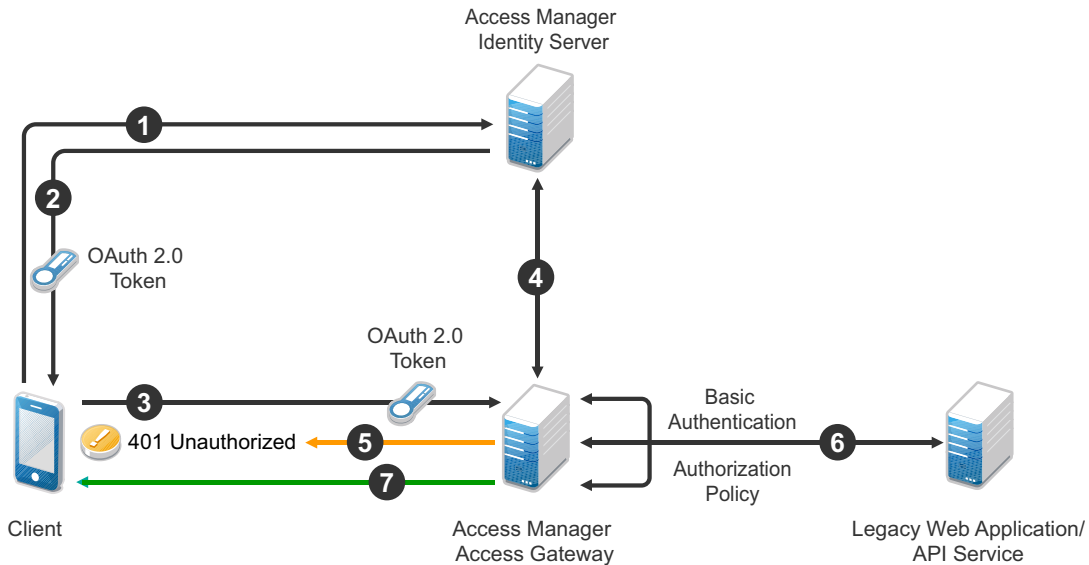 Access Manager
Identity Server
1
2
OAuth 2.0
Token
4
OAuth 2.0
Token
3
Basic
Authentication
401 Unauthorized
5
6
Authorization
Policy
7
Client
Access Manager
Access Gateway
Legacy Web Application/
API Service